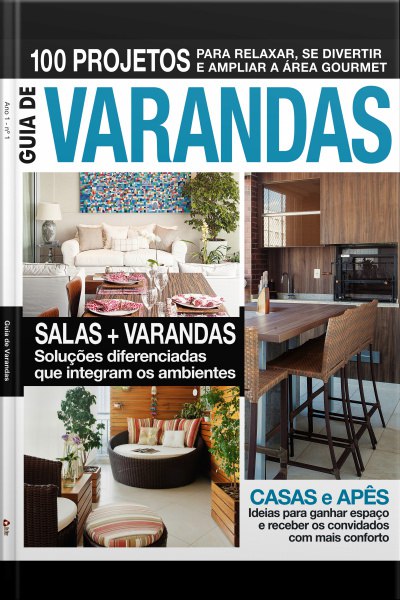 100 PROJETOS
PARA RELAXAR, SE DIVERTIR
E AMPLIAR A ÁREA GOURMET
GUIA DE
VARANDAS
Ano 1 - nº 1
SALAS + VARANDAS
Soluções diferenciadas
que integram os ambientes
Guia de Varandas
CASAS e APÊS
Ideias para ganhar espaço
e receber os convidados
com mais conforto